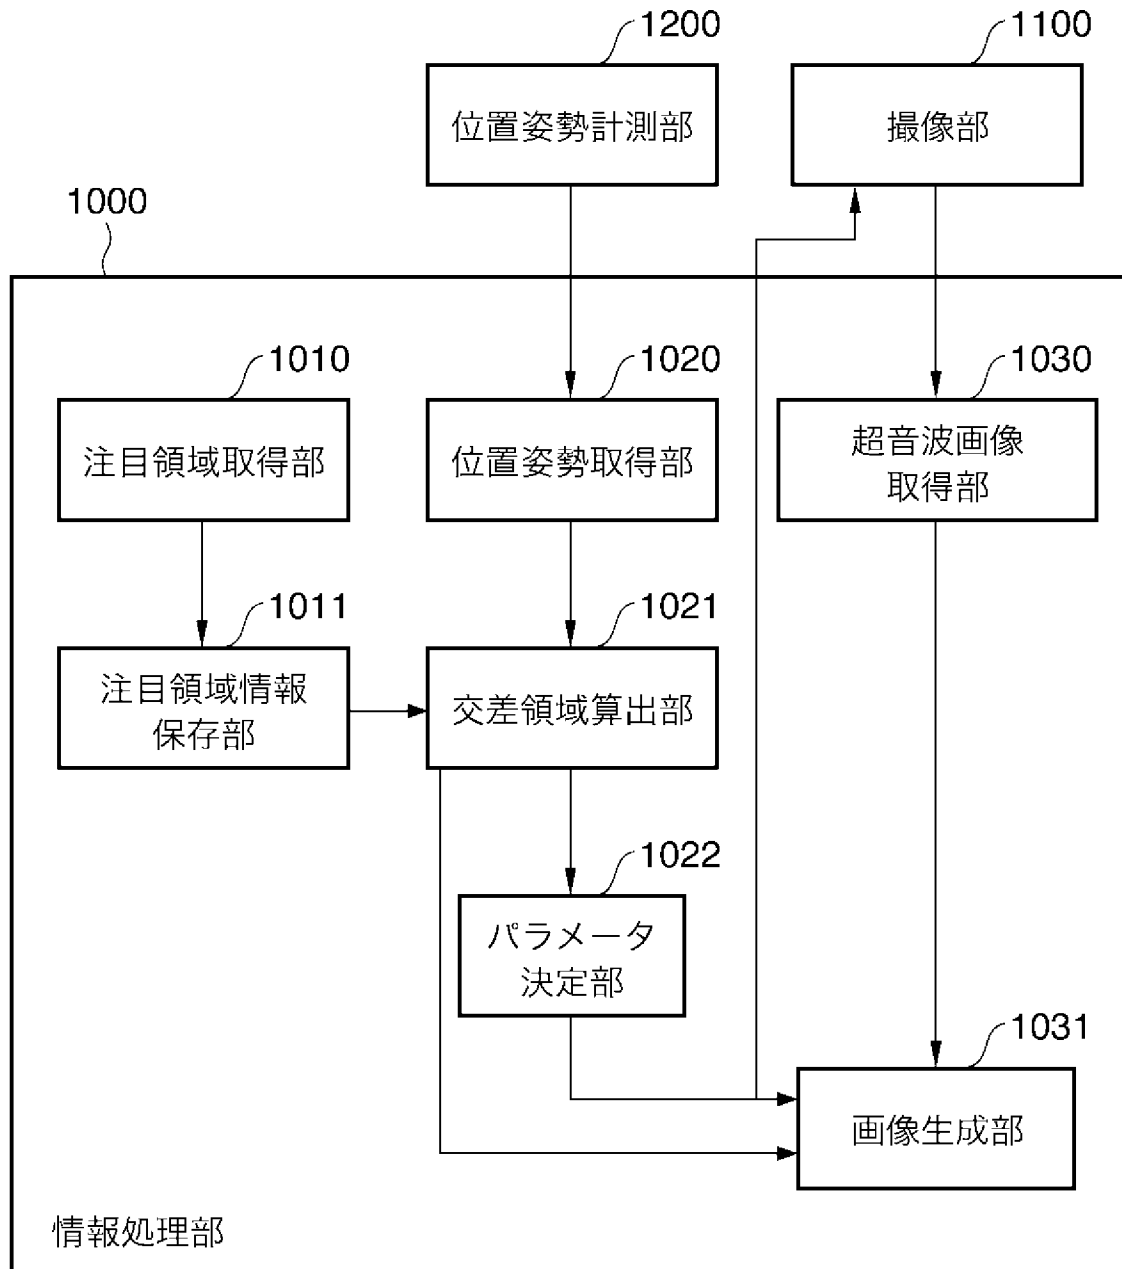 1200
1100
位置姿勢計測部
撮像部
1000
1010
1020
1030
注目領域取得部
位置姿勢取得部
超音波画像
取得部
1011
1021
注目領域情報
保存部
交差領域算出部
1022
パラメータ
決定部
1031
画像生成部
情報処理部